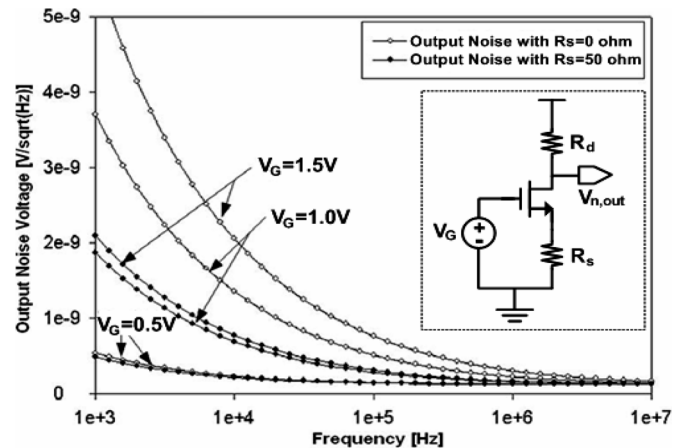 5e-9
4e-9
3e-9
2e-9
1e-9
0
Output Noise Voltage [V/sqrt(Hz)]
Output Noise with Rs=0 ohm
Output Noise with Rs=50 ohm
Rd
Vn,out
VG
Rs
VG=1.5V
VG=1.0V
VG=0.5V
1e+3
1e+4
1e+5
1e+6
1e+7
Frequency [Hz]